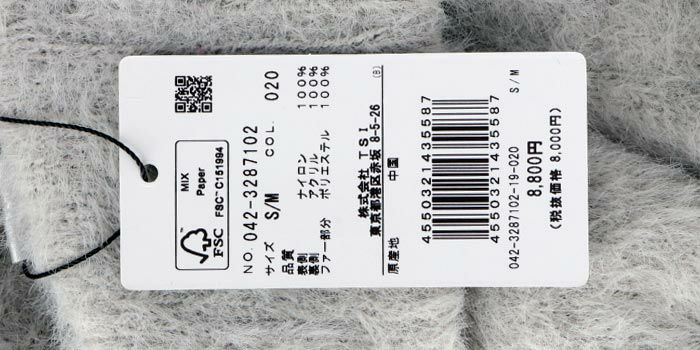 MIX
Paper
FSC™ C151994
FSC
NO. 042-3287102
サイズ S/M COL. 020
品質
表側 ナイロン 100%
裏側 アクリル 100%
ファー部分 ポリエステル 100%
株式会社 TSI
東京都港区赤坂 8-5-26 (B)
原産地 中国
4550321435587
4550321435587
042-3287102-19-020 S/M
8,800円
(税抜価格 8,000円)